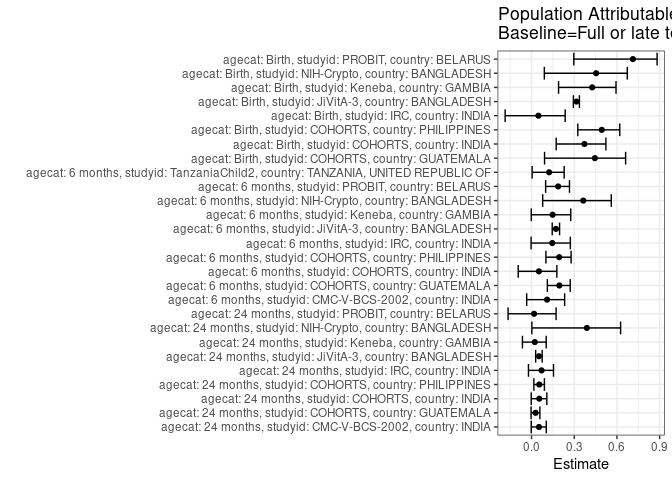 Population Attributable
Baseline=Full or late te
agecat: Birth, studyid: PROBIT, country: BELARUS
agecat: Birth, studyid: NIH-Crypto, country: BANGLADESH
agecat: Birth, studyid: Keneba, country: GAMBIA
agecat: Birth, studyid: JiVitA-3, country: BANGLADESH
agecat: Birth, studyid: IRC, country: INDIA
agecat: Birth, studyid: COHORTS, country: PHILIPPINES
agecat: Birth, studyid: COHORTS, country: INDIA
agecat: Birth, studyid: COHORTS, country: GUATEMALA
agecat: 6 months, studyid: TanzaniaChild2, country: TANZANIA, UNITED REPUBLIC OF
agecat: 6 months, studyid: PROBIT, country: BELARUS
agecat: 6 months, studyid: NIH-Crypto, country: BANGLADESH
agecat: 6 months, studyid: Keneba, country: GAMBIA
agecat: 6 months, studyid: JiVitA-3, country: BANGLADESH
agecat: 6 months, studyid: IRC, country: INDIA
agecat: 6 months, studyid: COHORTS, country: PHILIPPINES
agecat: 6 months, studyid: COHORTS, country: INDIA
agecat: 6 months, studyid: COHORTS, country: GUATEMALA
agecat: 6 months, studyid: CMC-V-BCS-2002, country: INDIA
agecat: 24 months, studyid: PROBIT, country: BELARUS
agecat: 24 months, studyid: NIH-Crypto, country: BANGLADESH
agecat: 24 months, studyid: Keneba, country: GAMBIA
agecat: 24 months, studyid: JiVitA-3, country: BANGLADESH
agecat: 24 months, studyid: IRC, country: INDIA
agecat: 24 months, studyid: COHORTS, country: PHILIPPINES
agecat: 24 months, studyid: COHORTS, country: INDIA
agecat: 24 months, studyid: COHORTS, country: GUATEMALA
agecat: 24 months, studyid: CMC-V-BCS-2002, country: INDIA
0.0 0.3 0.6 0.9
Estimate